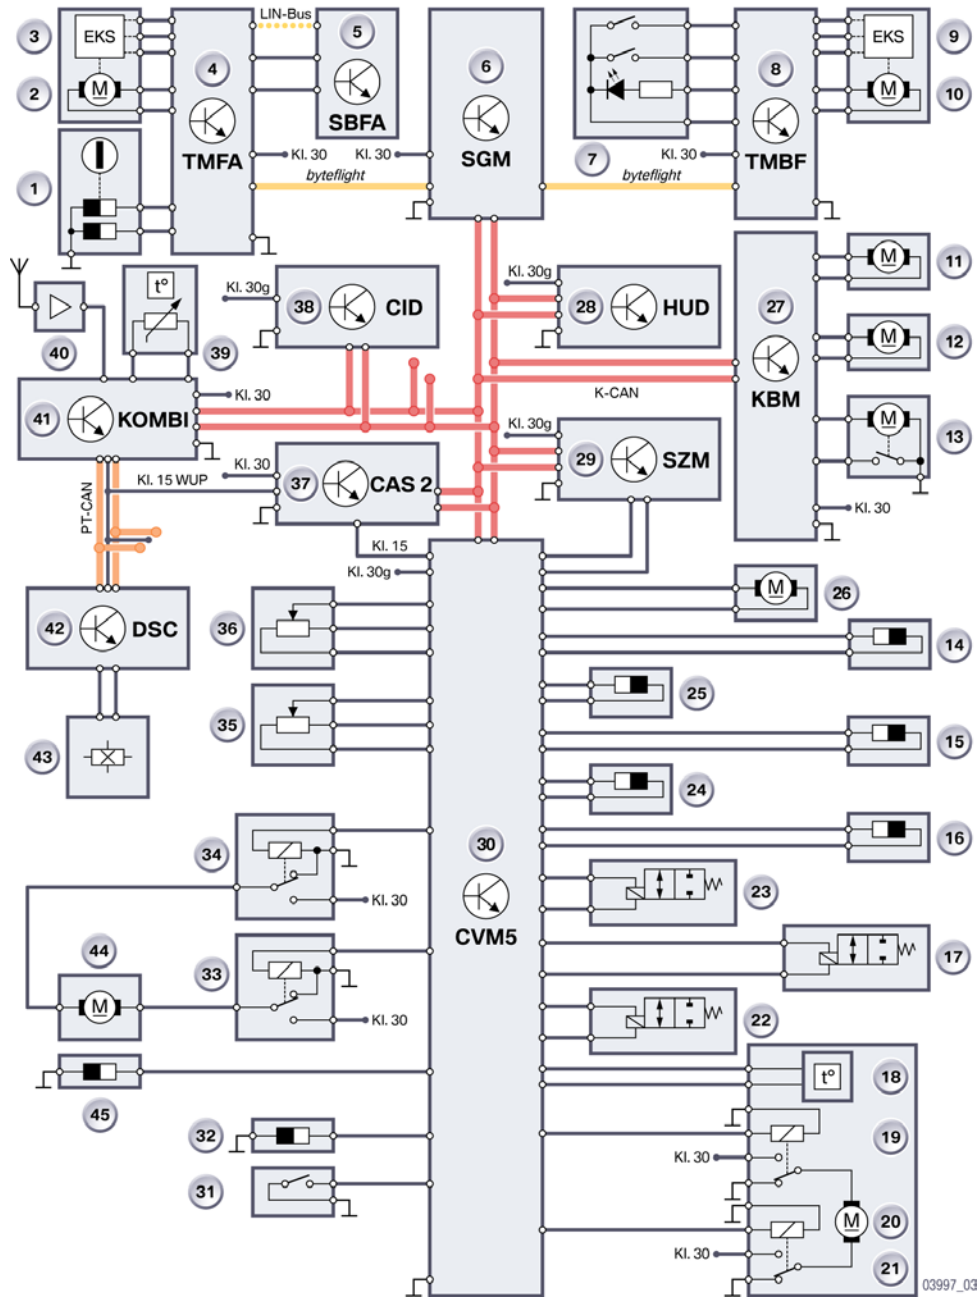 3
EKS
2
M
1
4
TMFA
LIN-Bus
5
SBFA
Kl. 30
Kl. 30
byteflight
6
SGM
7
byteflight
Kl. 30
8
TMBF
9
EKS
10
M
40
t°
39
Kl. 30g
38
CID
Kl. 30g
28
HUD
27
KBM
11
M
12
M
13
M
Kl. 30
41
KOMBI
Kl. 30
K-CAN
Kl. 30g
29
SZM
Kl. 30
37
CAS 2
Kl. 15 WUP
PT-CAN
Kl. 15
Kl. 30g
42
DSC
43
36
35
26
M
14
25
15
24
16
34
Kl. 30
30
CVM5
23
17
44
M
33
Kl. 30
22
45
32
31
18
t°
19
Kl. 30
20
M
Kl. 30
21
03997_03